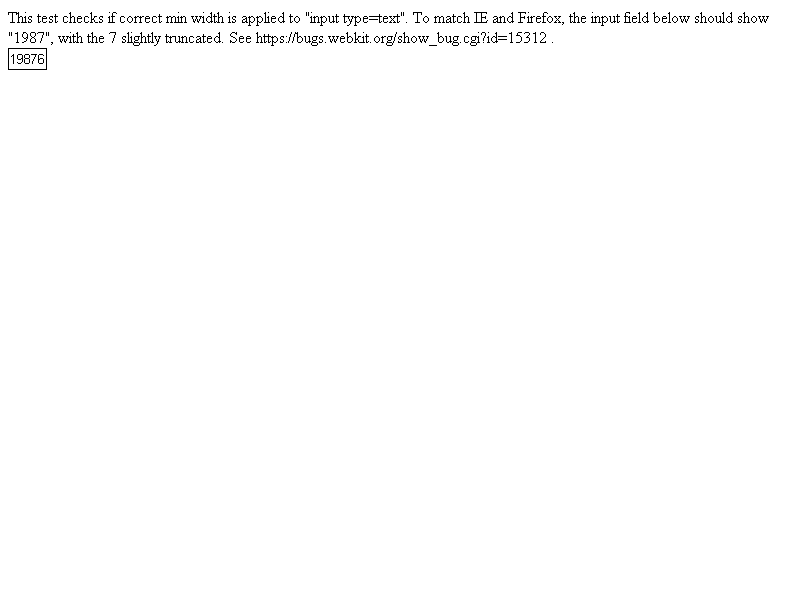 This test checks if correct min width is applied to "input type=text". To match IE and Firefox, the input field below should show
"1987", with the 7 slightly truncated. See https://bugs.webkit.org/show_bug.cgi?id=15312 .
19876